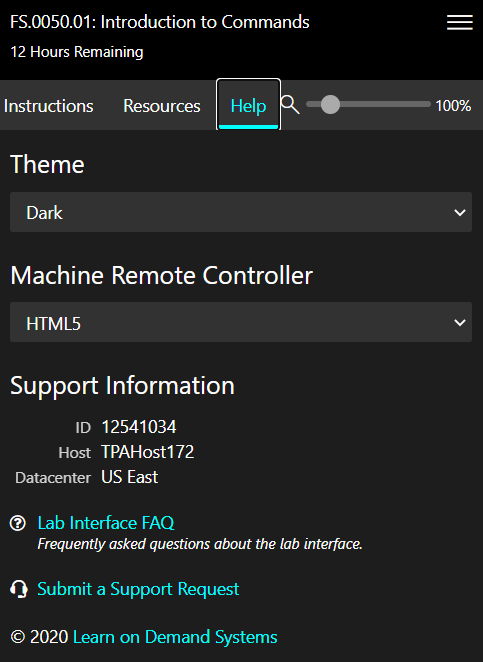 FS.0050.01: Introduction to Commands
12 Hours Remaining
Instructions Resources Help 100%
Theme
Dark
Machine Remote Controller
HTML5
Support Information
ID 12541034
Host TPAHost172
Datacenter US East
Lab Interface FAQ
Frequently asked questions about the lab interface.
Submit a Support Request
© 2020 Learn on Demand Systems